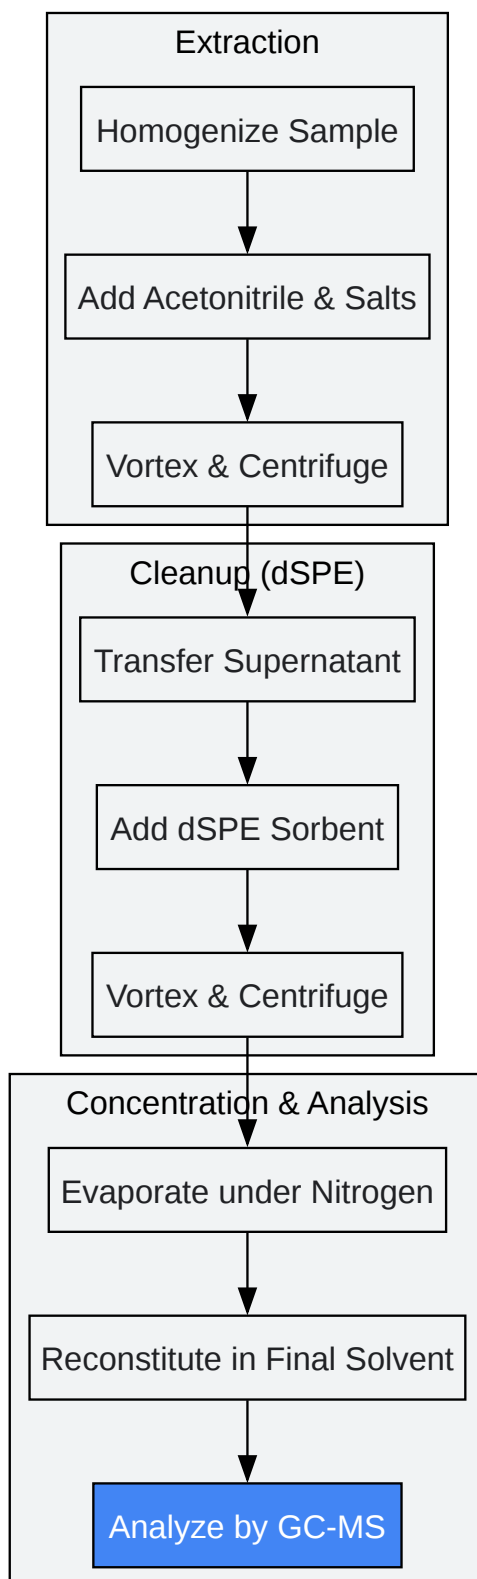 Extraction
Homogenize Sample
Add Acetonitrile & Salts
Vortex & Centrifuge
Cleanup (dSPE)
Transfer Supernatant
Add dSPE Sorbent
Vortex & Centrifuge
Concentration & Analysis
Evaporate under Nitrogen
Reconstitute in Final Solvent
Analyze by GC-MS